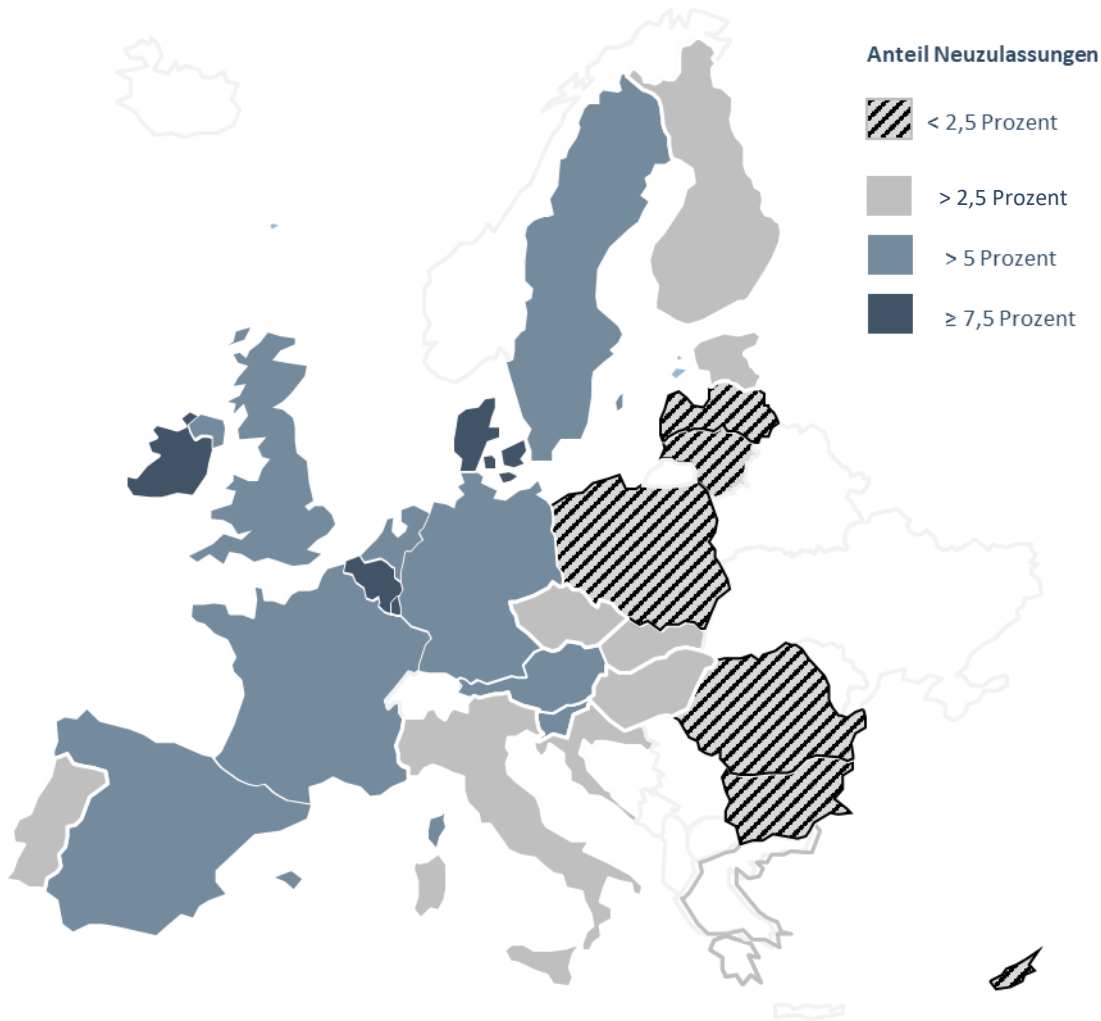 Anteil Neuzulassungen
< 2,5 Prozent
> 2,5 Prozent
> 5 Prozent
≥ 7,5 Prozent